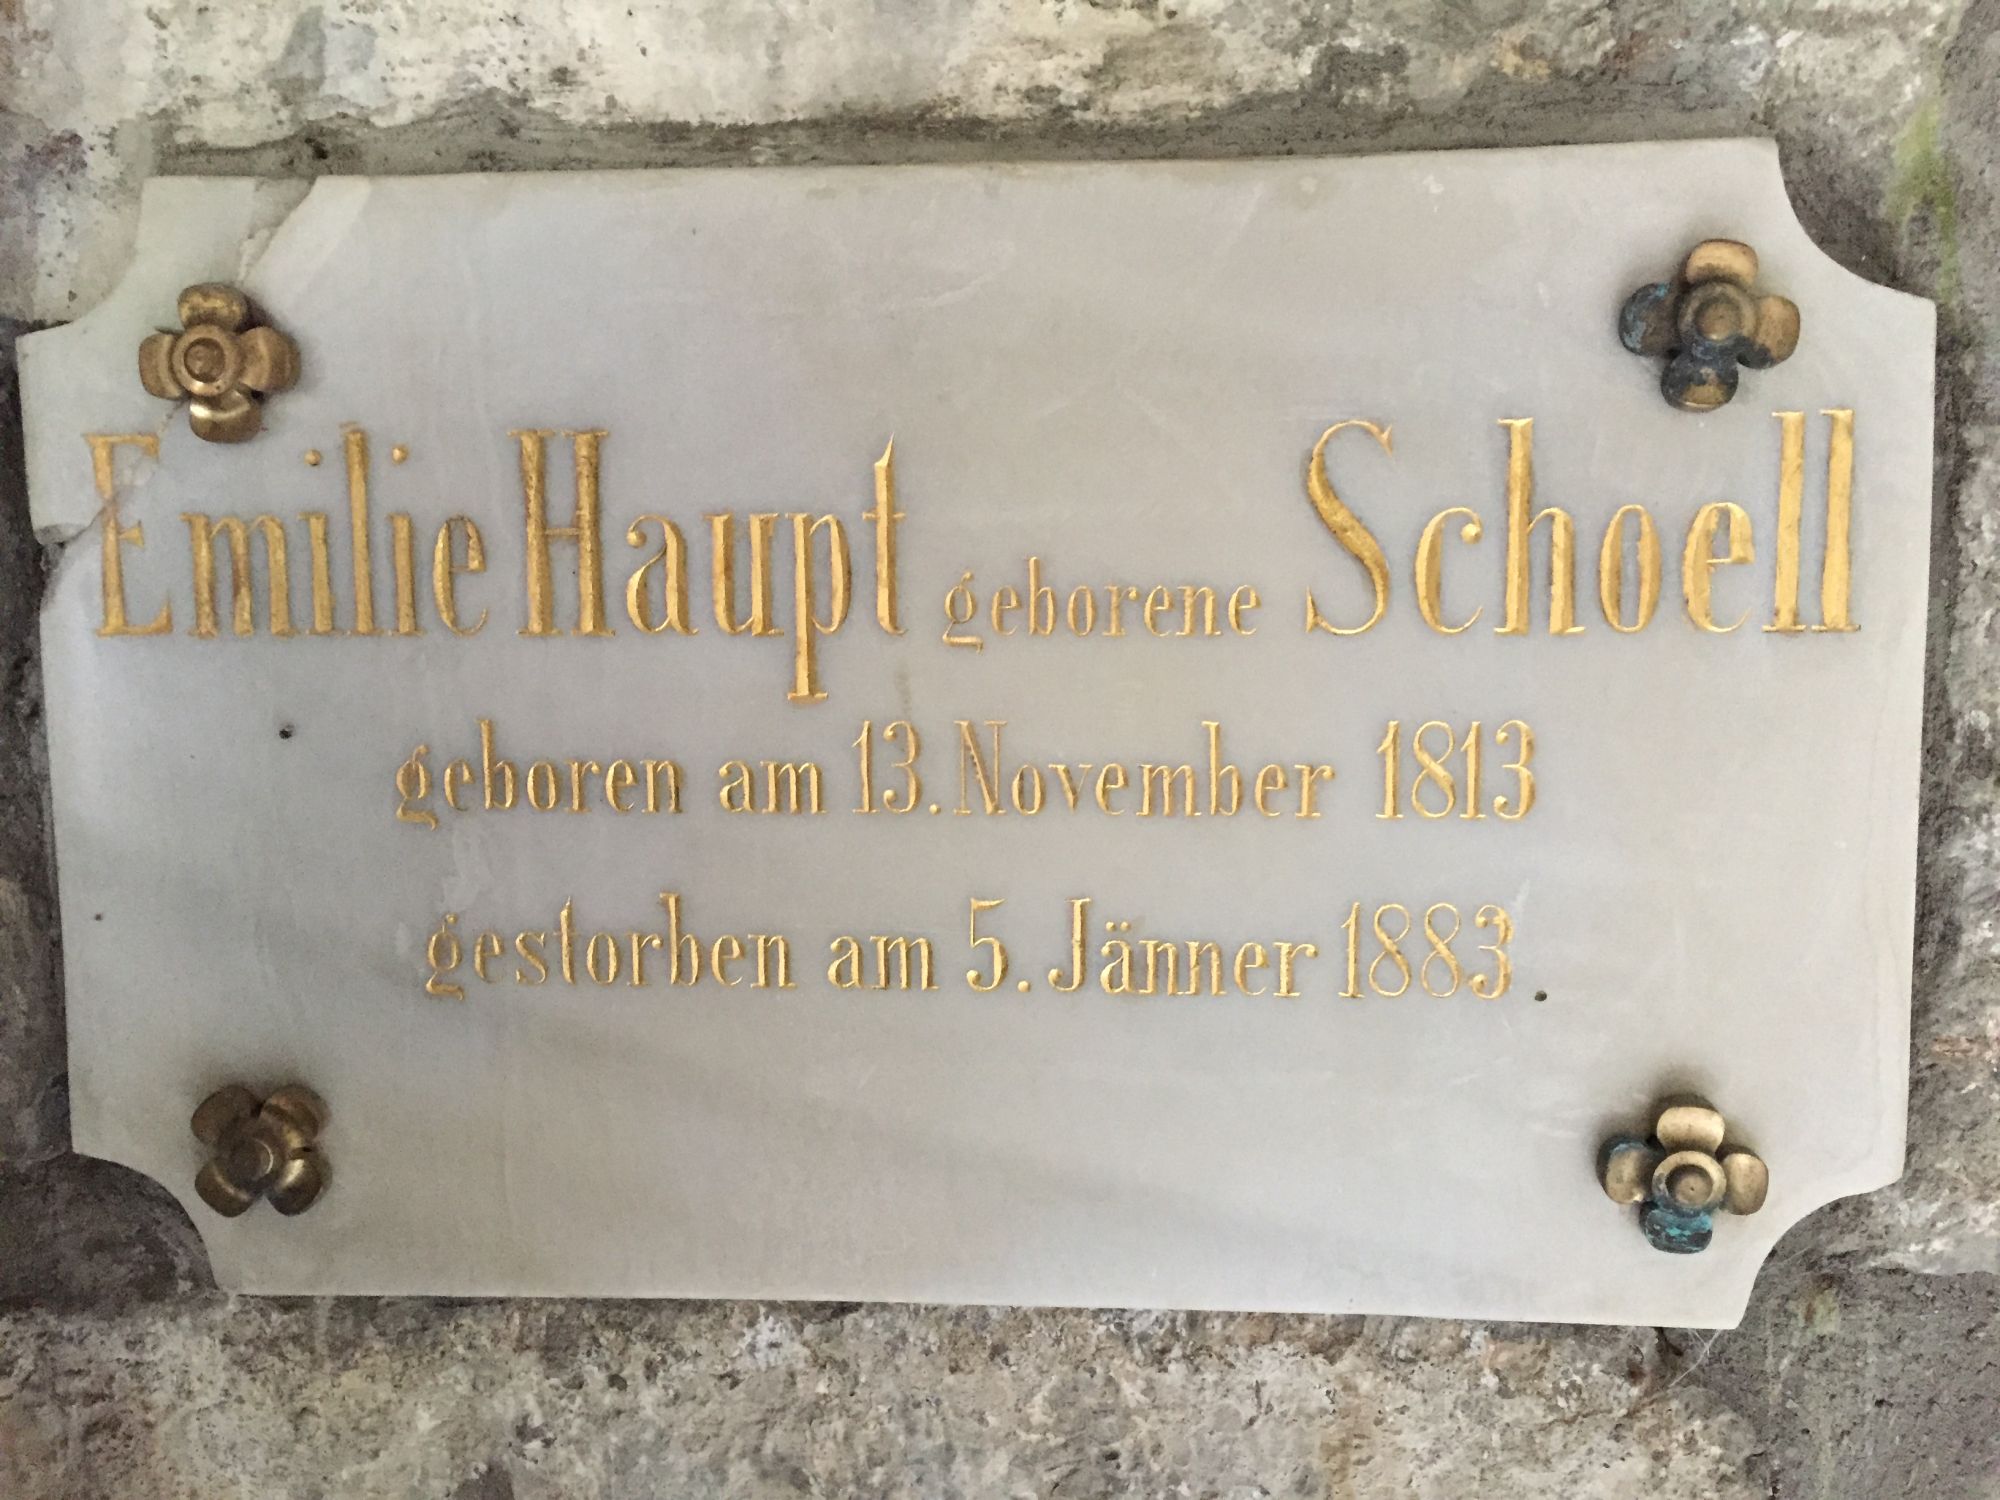 Emilie Haupt geborene Schoell
geboren am 13. November 1813
gestorben am 5. Jänner 1883.